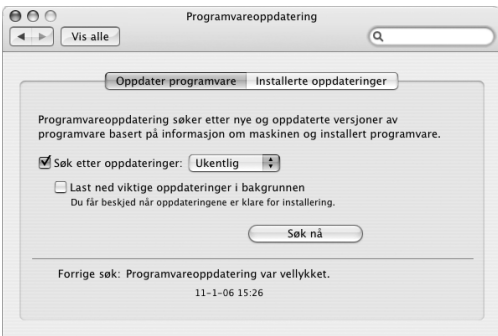 Programvareoppdatering
Vis alle
Oppdater programvare Installerte oppdateringer
Programvareoppdatering søker etter nye og oppdaterte versjoner av
programvare basert på informasjon om maskinen og installert programvare.
Søk etter oppdateringer: Ukentlig
Last ned viktige oppdateringer i bakgrunnen
Du får beskjed når oppdateringene er klare for installering.
Søk nå
Forrige søk: Programvareoppdatering var vellykket.
11-1-06 15:26